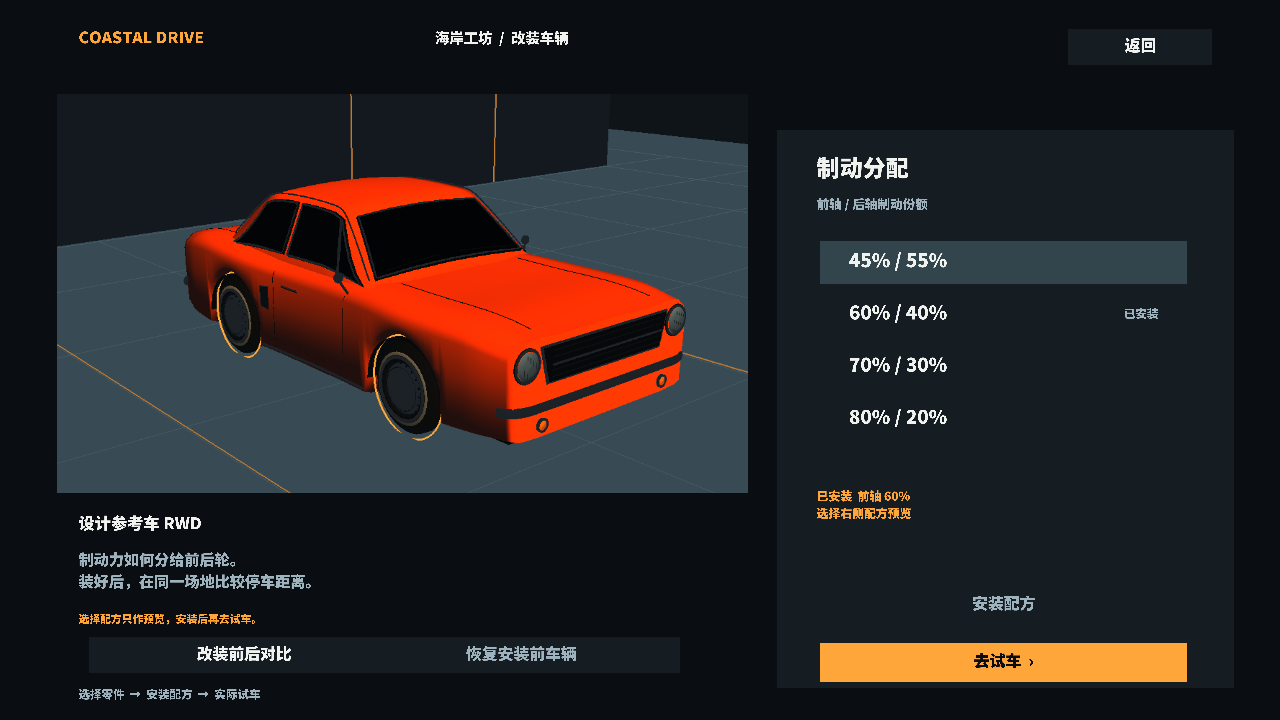 COASTAL DRIVE
海岸工坊 / 改装车辆
返回
制动分配
前轴 / 后轴制动份额
45% / 55%
60% / 40%
已安装
70% / 30%
80% / 20%
已安装 前轴 60%
选择右侧配方预览
设计参考车 RWD
制动力如何分给前后轮。
装好后，在同一场地比较停车距离。
选择配方只作预览，安装后再去试车。
安装配方
改装前后对比
恢复安装前车辆
去试车 ›
选择零件 → 安装配方 → 实际试车